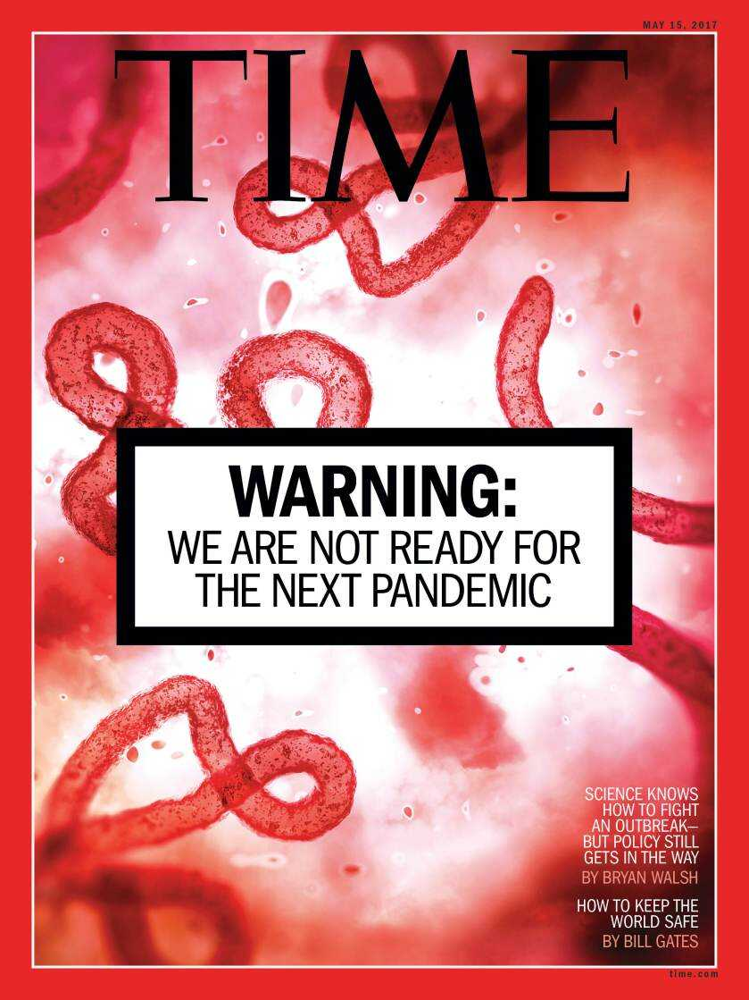 MAY 15, 2017
TIME
WARNING:
WE ARE NOT READY FOR
THE NEXT PANDEMIC
SCIENCE KNOWS
HOW TO FIGHT
AN OUTBREAK—
BUT POLICY STILL
GETS IN THE WAY
BY BRYAN WALSH
HOW TO KEEP THE
WORLD SAFE
BY BILL GATES
time.com